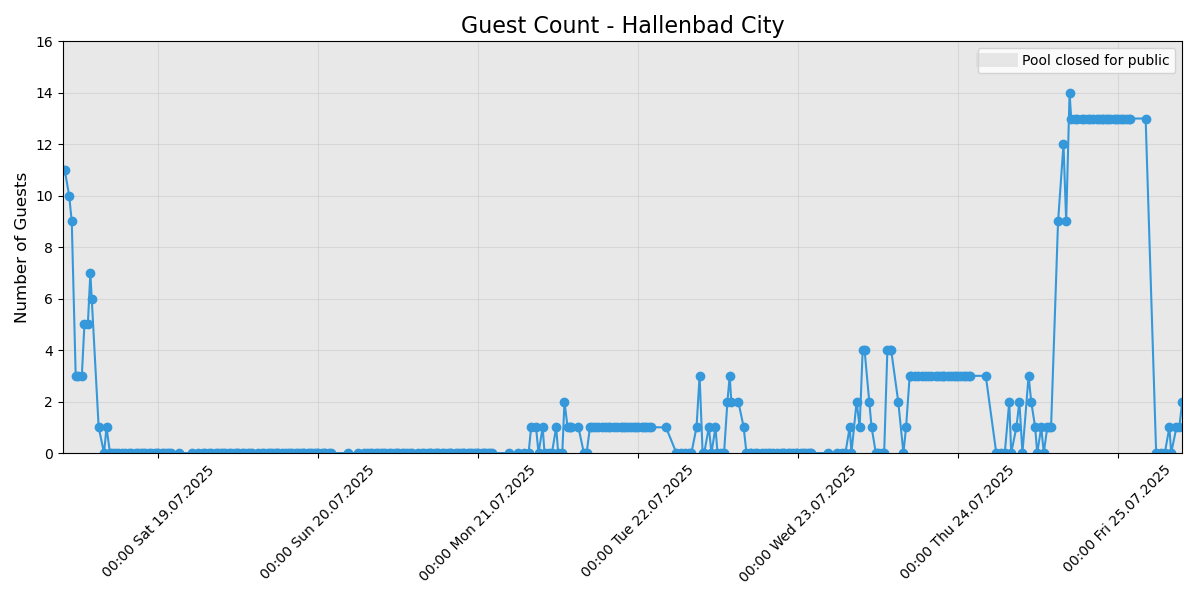 Guest Count - Hallenbad City
Pool closed for public
Number of Guests
16
14
12
10
8
6
4
2
0
00:00 Sat 19.07.2025
00:00 Sun 20.07.2025
00:00 Mon 21.07.2025
00:00 Tue 22.07.2025
00:00 Wed 23.07.2025
00:00 Thu 24.07.2025
00:00 Fri 25.07.2025